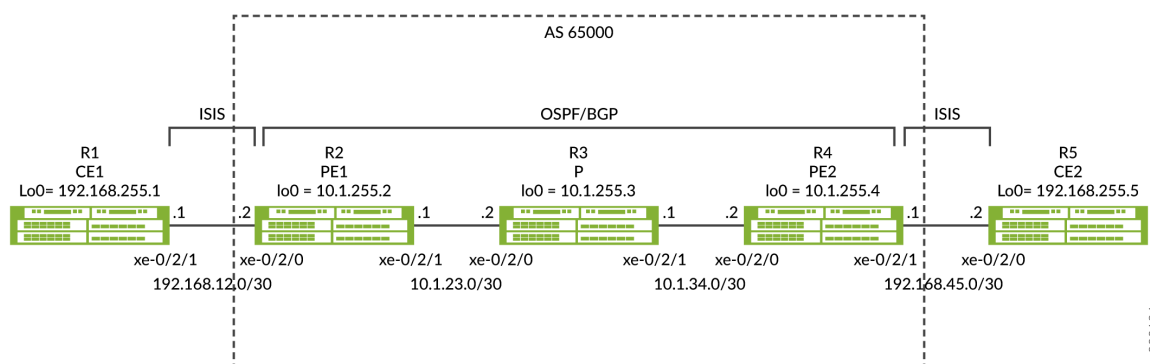 AS 65000
ISIS
OSPF/BGP
ISIS
R1
CE1
Lo0= 192.168.255.1
R2
PE1
lo0 = 10.1.255.2
R3
P
lo0 = 10.1.255.3
R4
PE2
lo0 = 10.1.255.4
R5
CE2
Lo0= 192.168.255.5
.1
.2
.1
.2
.1
.2
.1
.2
xe-0/2/1
xe-0/2/0
xe-0/2/1
xe-0/2/0
xe-0/2/1
xe-0/2/0
xe-0/2/1
xe-0/2/0
192.168.12.0/30
10.1.23.0/30
10.1.34.0/30
192.168.45.0/30